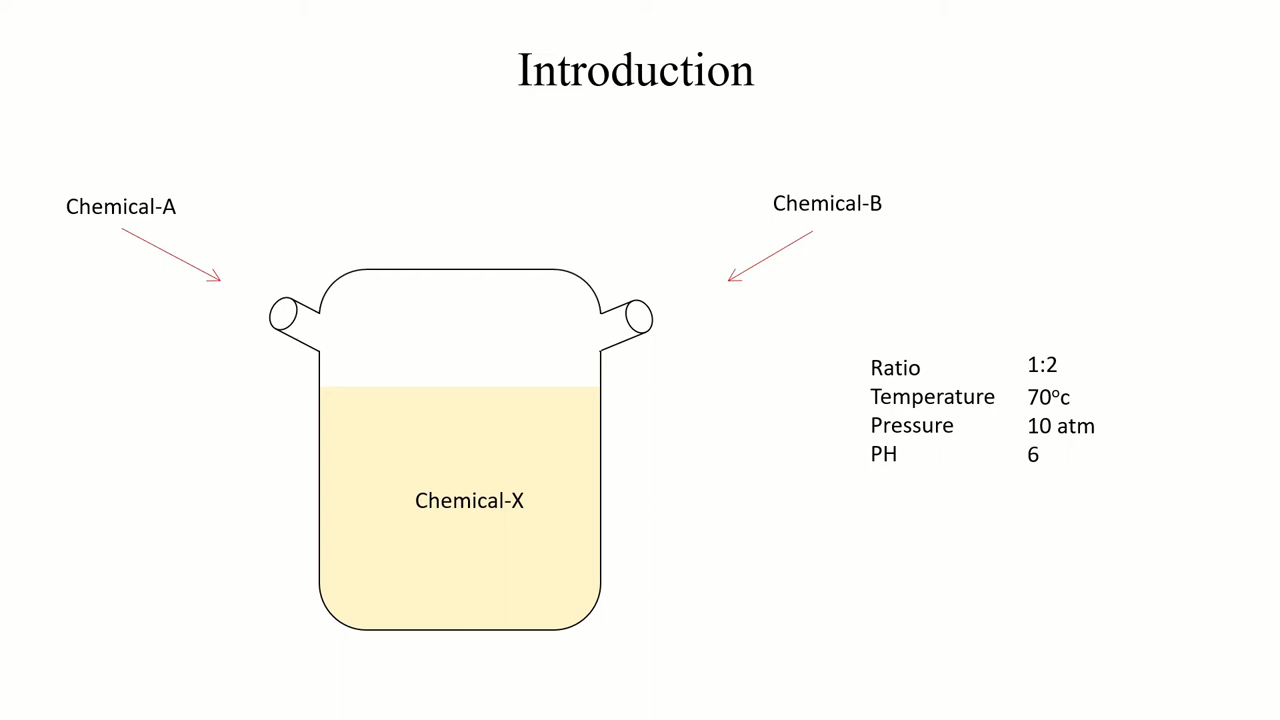 Introduction
Chemical-A
Chemical-B
Ratio 1:2
Temperature 70ᵒc
Pressure 10 atm
PH 6
Chemical-X